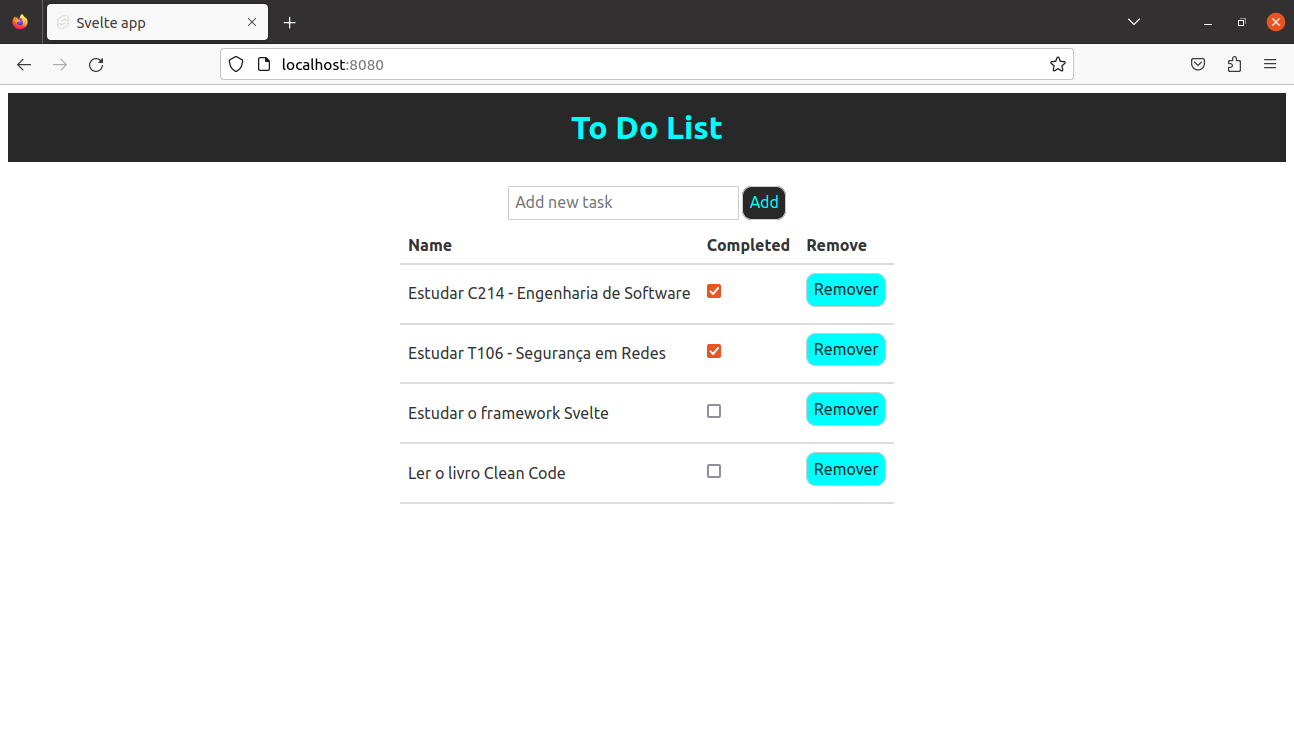 Svelte app
localhost:8080
To Do List
Add new task Add
Name Completed Remove
Estudar C214 - Engenharia de Software Remover
Estudar T106 - Segurança em Redes Remover
Estudar o framework Svelte Remover
Ler o livro Clean Code Remover